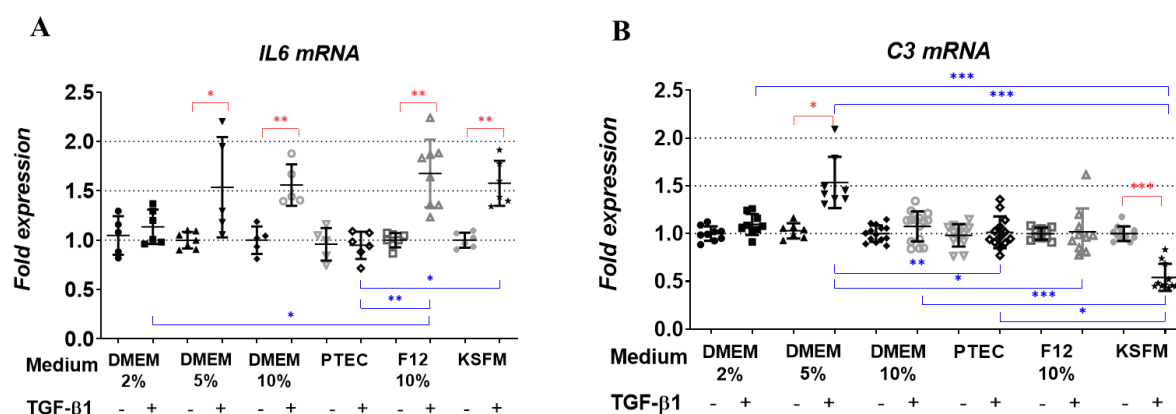 A
IL6 mRNA
Fold expression
2.5
2.0
1.5
1.0
0.5
0.0
* ** ** **
* ** *
Medium DMEM DMEM DMEM PTEC F12 KSFM
2% 5% 10% 10%
TGF-β1 - + - + - + - + - + - +
B
C3 mRNA
Fold expression
2.5
2.0
1.5
1.0
0.5
0.0
***
***
*
***
**
*
***
*
Medium DMEM DMEM DMEM PTEC F12 KSFM
2% 5% 10% 10%
TGF-β1 - + - + - + - + - + - +